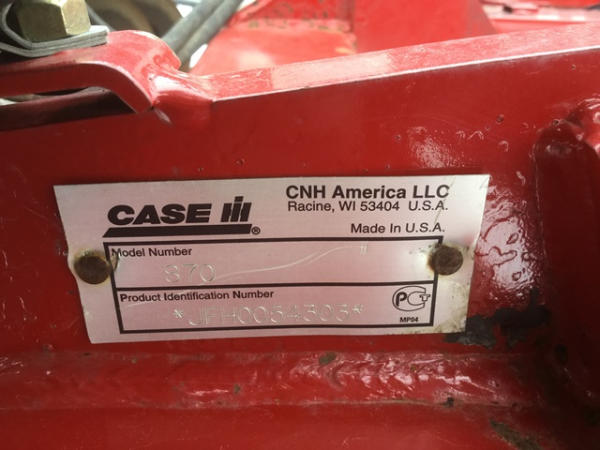 CASE IH
CNH America LLC
Racine, WI 53404 U.S.A.
Made in U.S.A.
Model Number
370
Product Identification Number
MP04